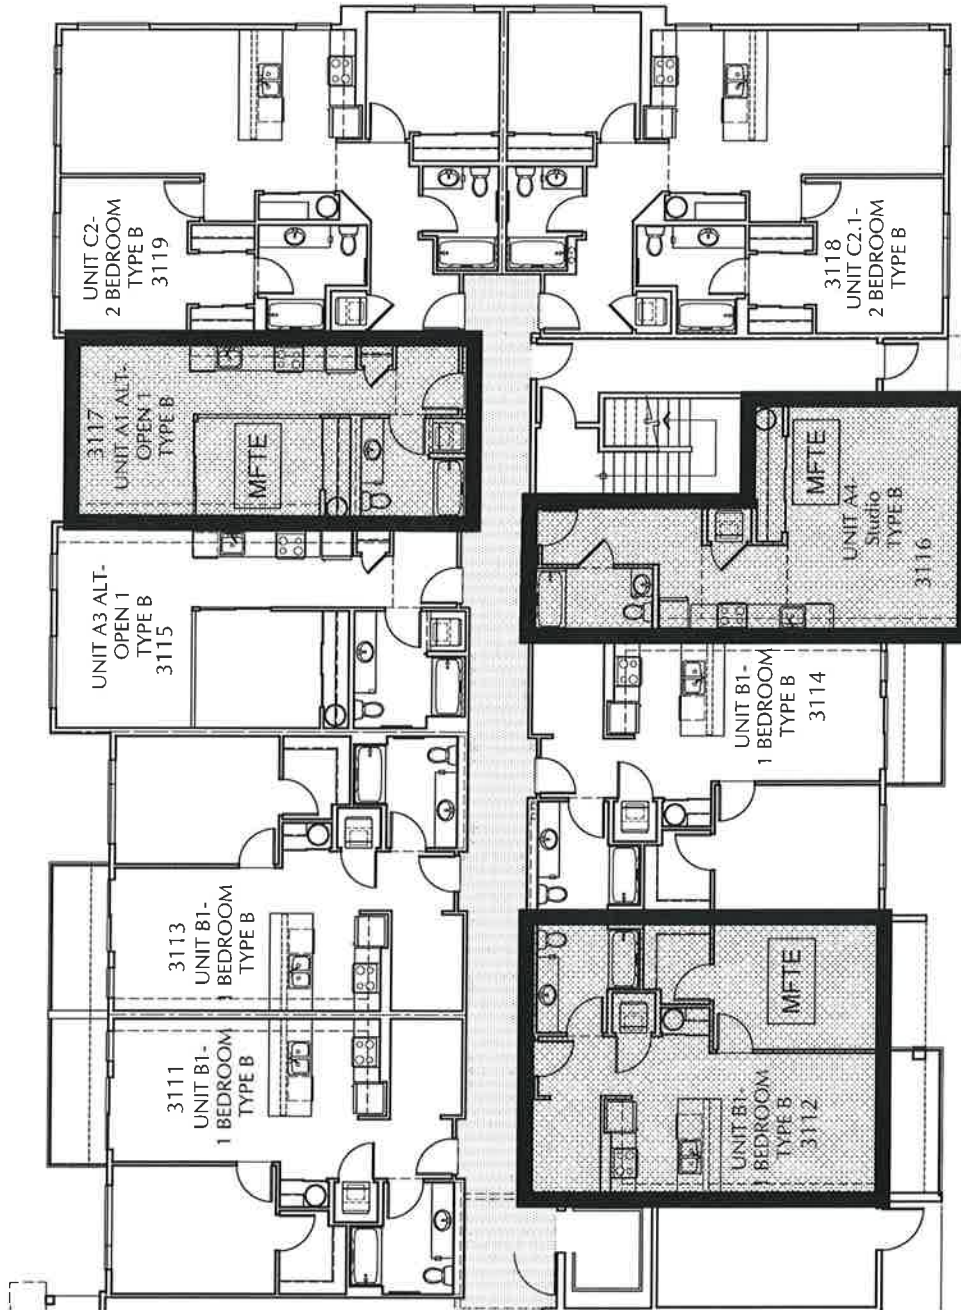 UNIT C2-
2 BEDROOM
TYPE B
3119
3118
UNIT C2.1-
2 BEDROOM
TYPE B
3117
UNIT A1 ALT-
OPEN 1
TYPE B
MFTE
MFTE
UNIT A4
Studio
TYPE B
3116
UNIT A3 ALT-
OPEN 1
TYPE B
3115
UNIT B1-
1 BEDROOM
TYPE B
3114
3113
UNIT B1-
1 BEDROOM
TYPE B
MFTE
3111
UNIT B1-
1 BEDROOM
TYPE B
UNIT B1-
1 BEDROOM
TYPE B
3112